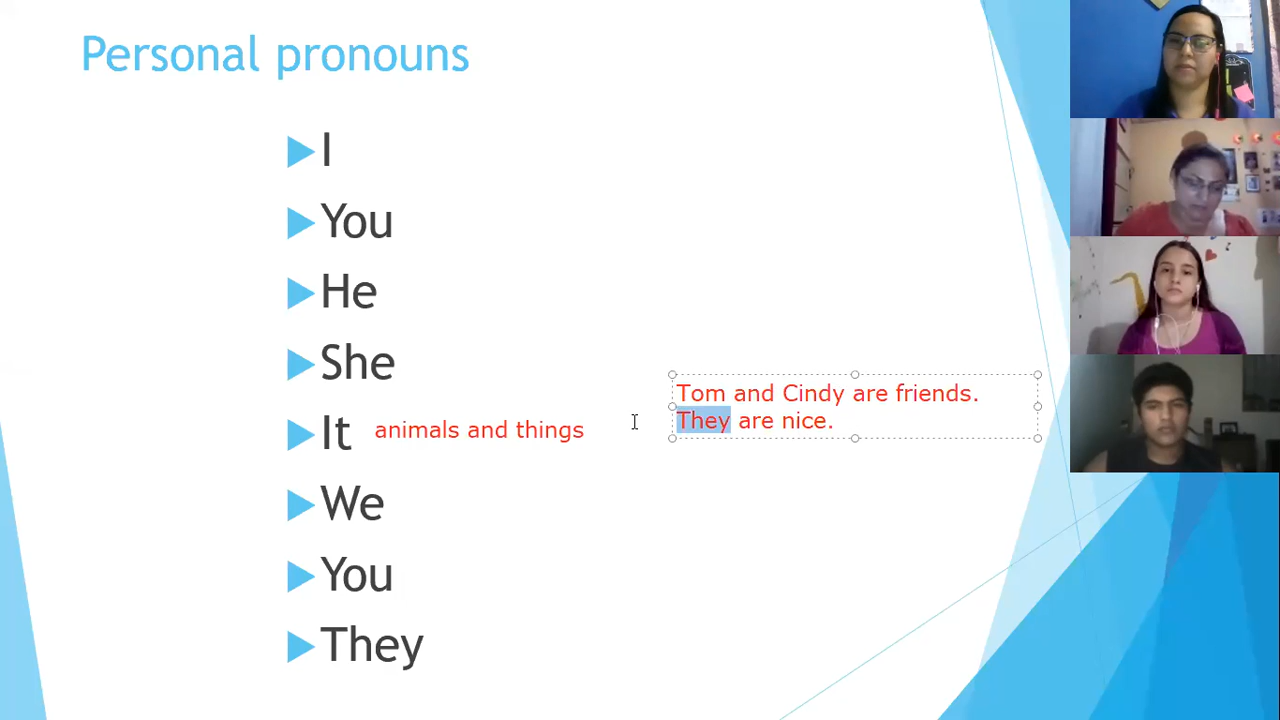 Personal pronouns
I
You
He
She
It animals and things
We
You
They
Tom and Cindy are friends.
They are nice.